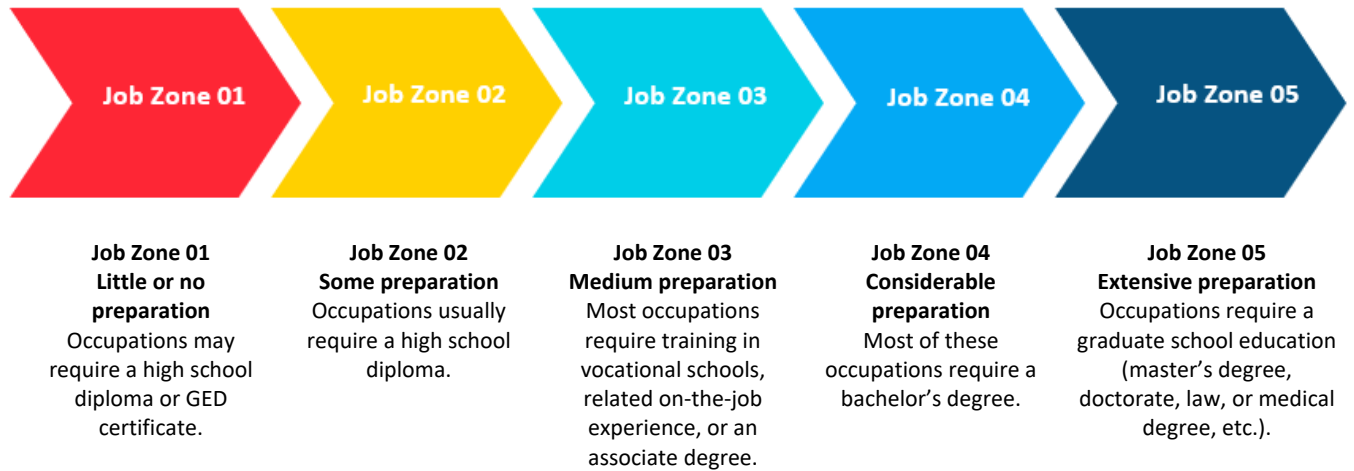 Job Zone 01
Job Zone 02
Job Zone 03
Job Zone 04
Job Zone 05
Job Zone 01
Little or no
preparation
Occupations may
require a high school
diploma or GED
certificate.
Job Zone 02
Some preparation
Occupations usually
require a high school
diploma.
Job Zone 03
Medium preparation
Most occupations
require training in
vocational schools,
related on-the-job
experience, or an
associate degree.
Job Zone 04
Considerable
preparation
Most of these
occupations require a
bachelor’s degree.
Job Zone 05
Extensive preparation
Occupations require a
graduate school education
(master’s degree,
doctorate, law, or medical
degree, etc.).